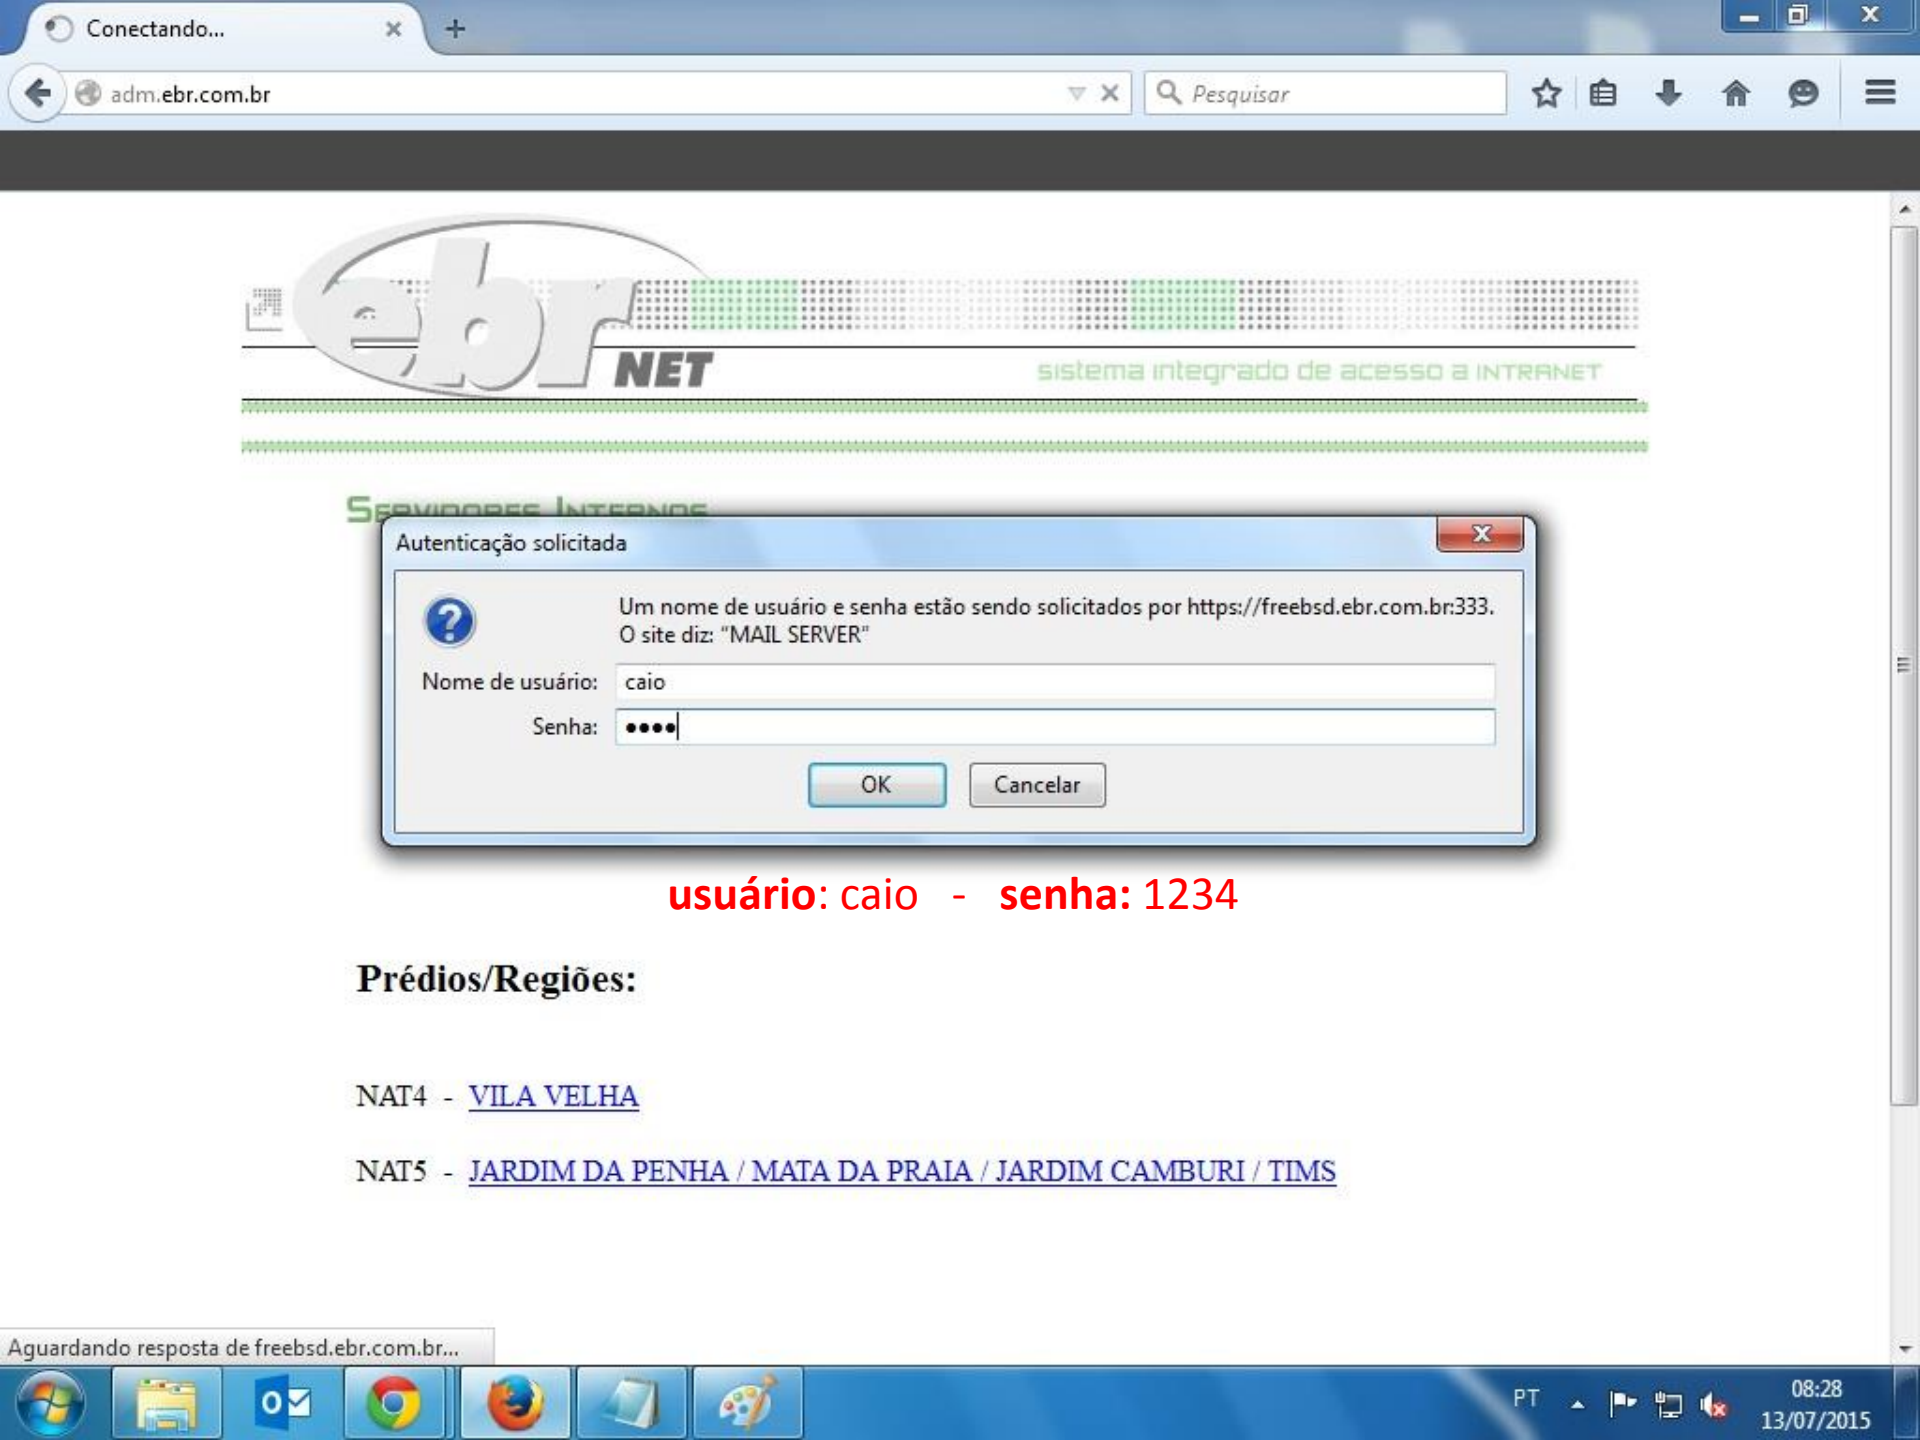 Conectando...
adm.ebr.com.br
Pesquisar
ebr
NET
sistema integrado de acesso a INTRANET
Servidores Internos
Autenticação solicitada
Um nome de usuário e senha estão sendo solicitados por https://freebsd.ebr.com.br:333.
O site diz: “MAIL SERVER”
Nome de usuário: caio
Senha: ••••
OK Cancelar
usuário: caio - senha: 1234
Prédios/Regiões:
NAT4 - VILA VELHA
NAT5 - JARDIM DA PENHA / MATA DA PRAIA / JARDIM CAMBURI / TIMS
Aguardando resposta de freebsd.ebr.com.br...
PT
08:28
13/07/2015